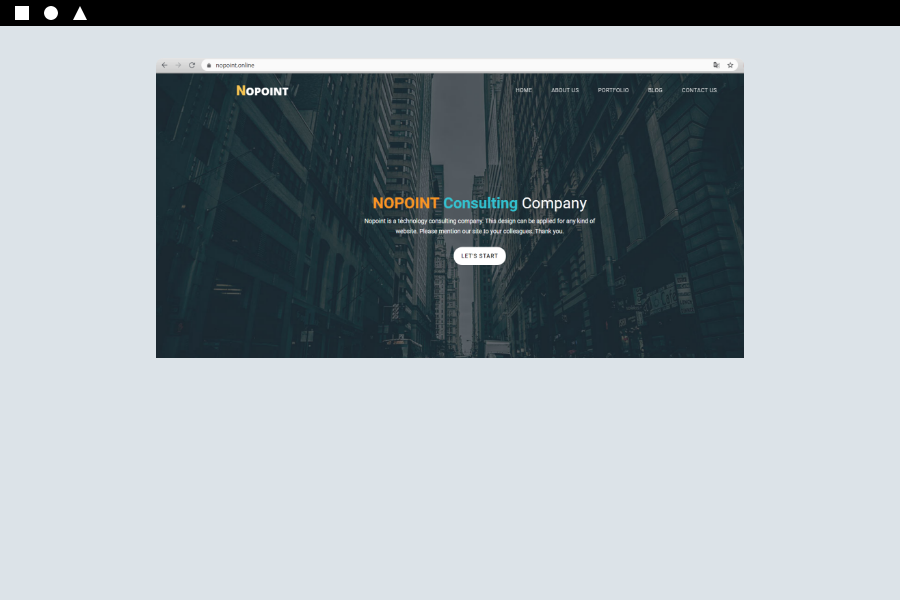 nopoint.online
NOPOINT
HOME ABOUT US PORTFOLIO BLOG CONTACT US
NOPOINT Consulting Company
Nopoint is a technology consulting company. This design can be applied for any kind of
website. Please mention our site to your colleagues. Thank you.
LET'S START